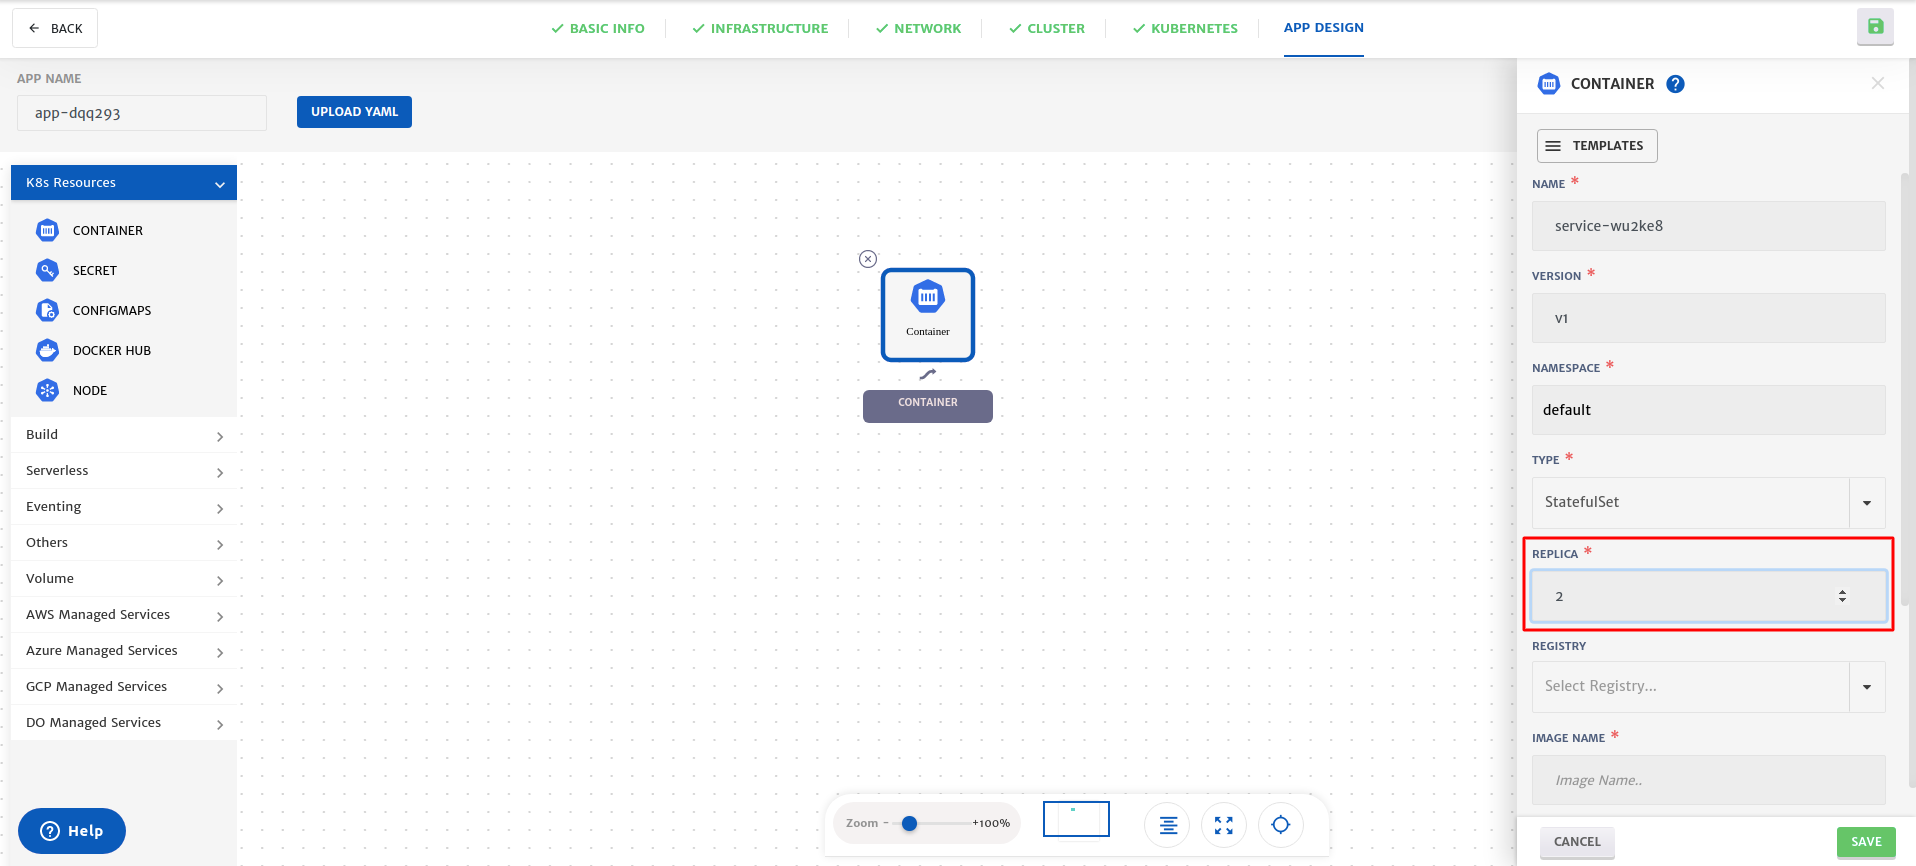 BACK
BASIC INFO
INFRASTRUCTURE
NETWORK
CLUSTER
KUBERNETES
APP DESIGN
APP NAME
app-dqq293
UPLOAD YAML
K8s Resources
CONTAINER
SECRET
CONFIGMAPS
DOCKER HUB
NODE
Build
Serverless
Eventing
Others
Volume
AWS Managed Services
Azure Managed Services
GCP Managed Services
DO Managed Services
? Help
Container
CONTAINER
Zoom - +100%
CONTAINER ?
TEMPLATES
NAME *
service-wu2ke8
VERSION *
v1
NAMESPACE *
default
TYPE *
StatefulSet
REPLICA *
2
REGISTRY
Select Registry...
IMAGE NAME *
Image Name..
CANCEL
SAVE